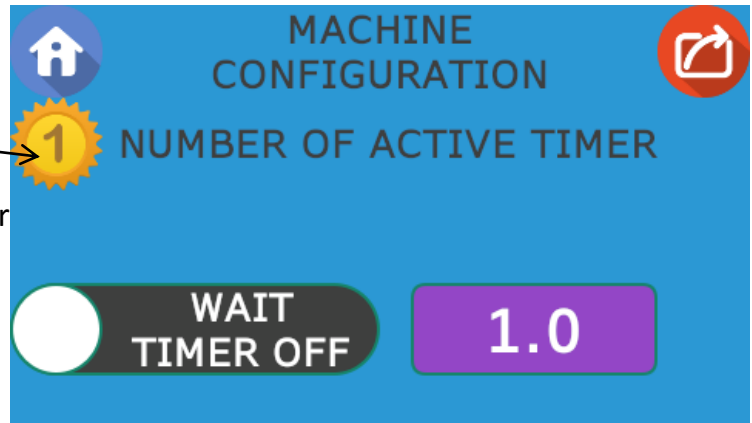 MACHINE
CONFIGURATION
1 NUMBER OF ACTIVE TIMER
r
WAIT
TIMER OFF
1.0